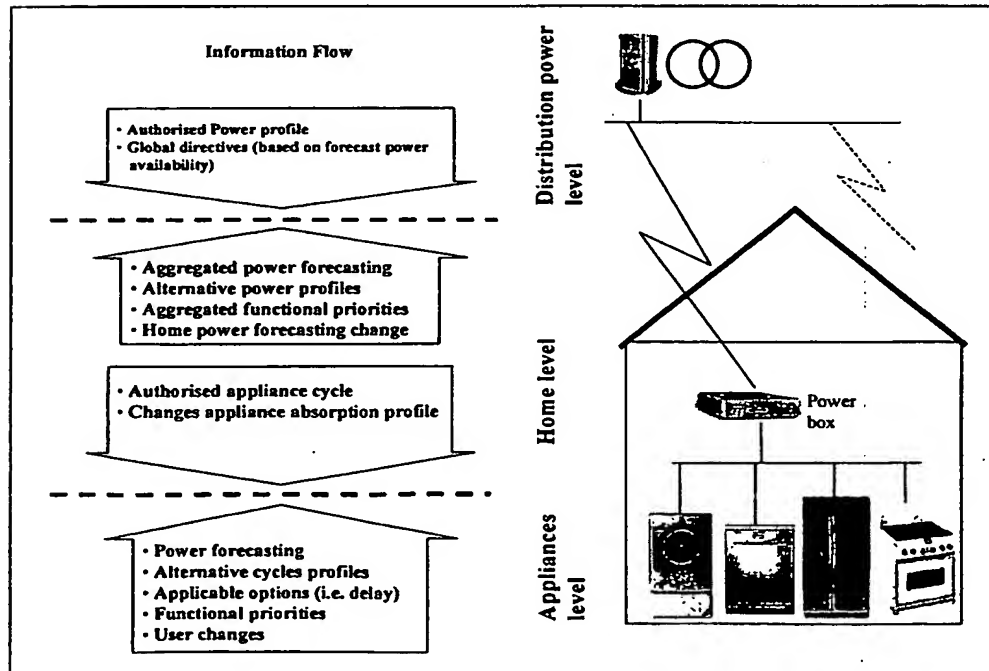 Information Flow
• Authorised Power profile
• Global directives (based on forecast power
availability)
• Aggregated power forecasting
• Alternative power profiles
• Aggregated functional priorities
• Home power forecasting change
• Authorised appliance cycle
• Changes appliance absorption profile
• Power forecasting
• Alternative cycles profiles
• Applicable options (i.e. delay)
• Functional priorities
• User changes
Distribution power
level
Home level
Appliances
level
Power
box